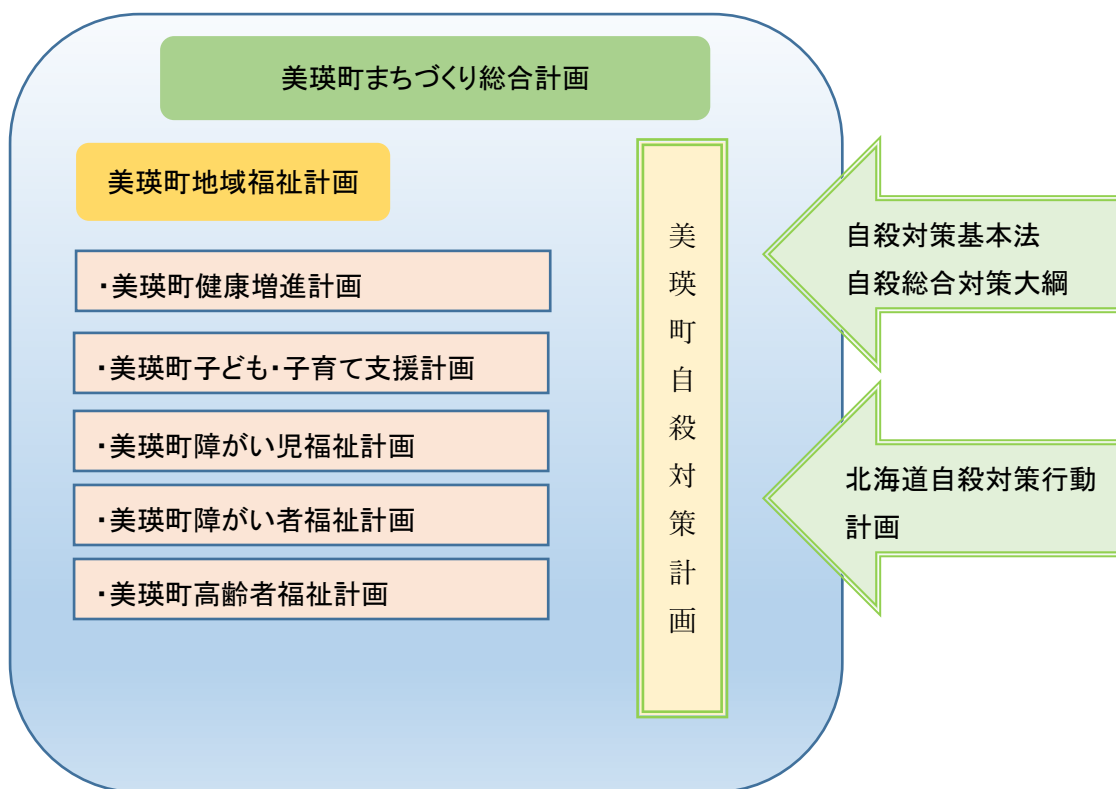 美瑛町まちづくり総合計画
美瑛町地域福祉計画
・美瑛町健康増進計画
・美瑛町子ども・子育て支援計画
・美瑛町障がい児福祉計画
・美瑛町障がい者福祉計画
・美瑛町高齢者福祉計画
美瑛町自殺対策計画
自殺対策基本法
自殺総合対策大綱
北海道自殺対策行動
計画